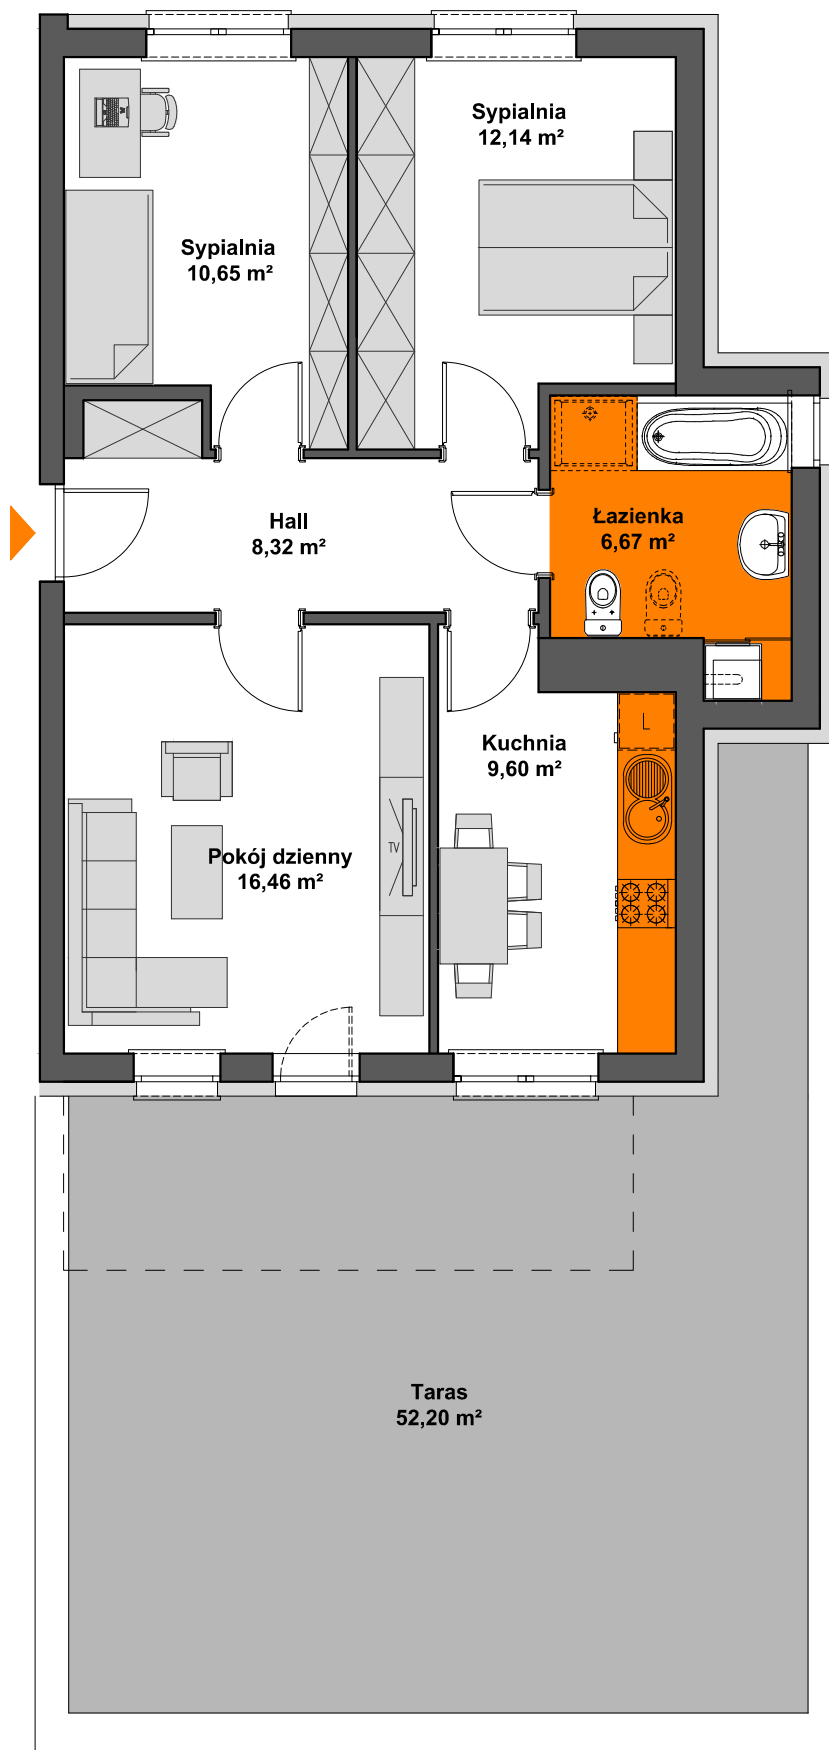 Sypialnia
12,14 m²
Sypialnia
10,65 m²
Hall
8,32 m²
Łazienka
6,67 m²
L
Kuchnia
9,60 m²
TV
Pokój dzienny
16,46 m²
Taras
52,20 m²